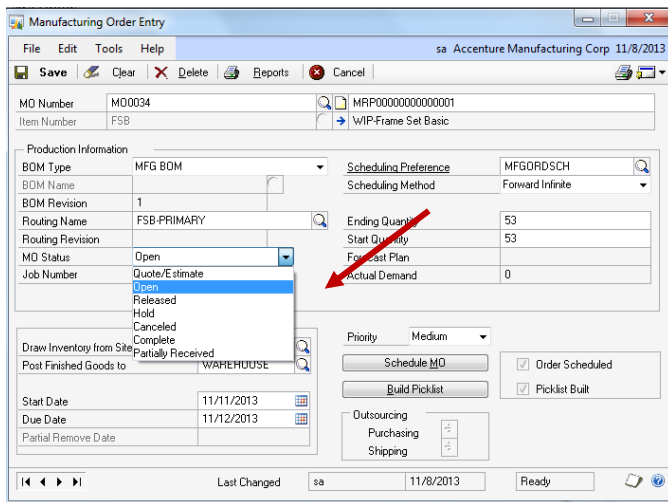 Manufacturing Order Entry
File Edit Tools Help sa Accenture Manufacturing Corp 11/8/2013
Save Clear Delete Reports Cancel
MO Number MO0034 MRP00000000000001
Item Number FSB WIP-Frame Set Basic
Production Information
BOM Type MFG BOM Scheduling Preference MFGORDSCH
BOM Name Scheduling Method Forward Infinite
BOM Revision 1
Routing Name FSB-PRIMARY Ending Quantity 53
Routing Revision Start Quantity 53
MO Status Open Forecast Plan
Job Number Quote/Estimate Actual Demand 0
Open
Released
Hold
Canceled
Complete Priority Medium
Draw Inventory from Site Partially Received
Post Finished Goods to WAREHOUSE Schedule MO Order Scheduled
Build Picklist Picklist Built
Start Date 11/11/2013
Due Date 11/12/2013 Outsourcing
Partial Remove Date Purchasing
Shipping
Last Changed sa 11/8/2013 Ready